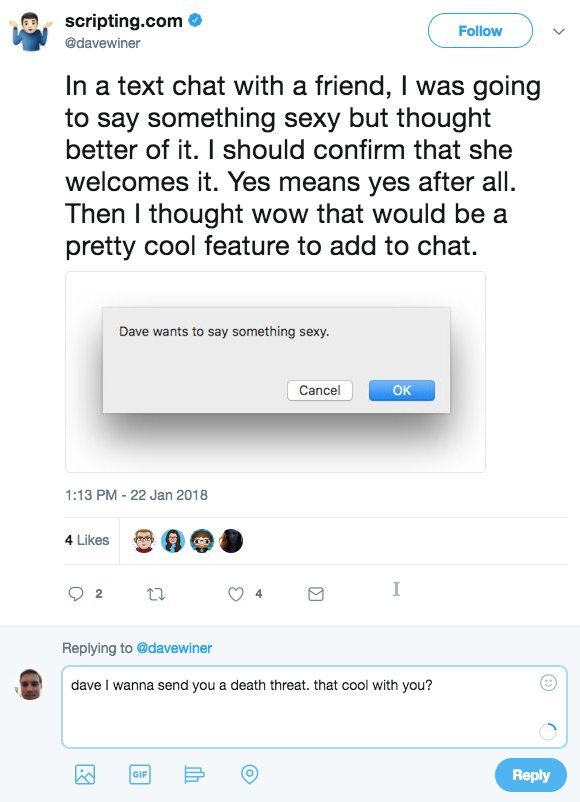 scripting.com
Follow
@davewiner
In a text chat with a friend, I was going
to say something sexy but thought
better of it. I should confirm that she
welcomes it. Yes means yes after all.
Then I thought wow that would be a
pretty cool feature to add to chat.
Dave wants to say something sexy.
Cancel OK
1:13 PM - 22 Jan 2018
4 Likes
2 4
Replying to @davewiner
dave I wanna send you a death threat. that cool with you?
GIF
Reply